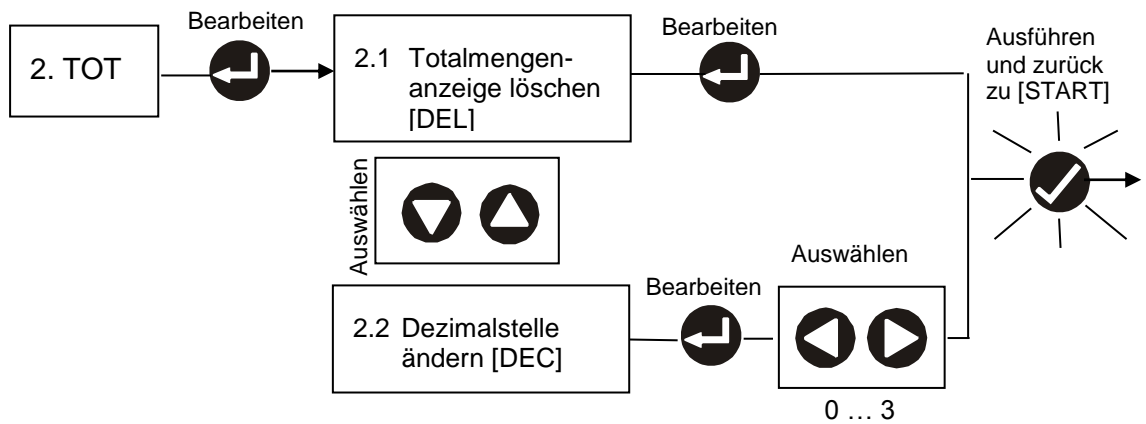 Bearbeiten
2. TOT
2.1 Totalmengen-
anzeige löschen
[DEL]
Bearbeiten
Ausführen
und zurück
zu [START]
Auswählen
2.2 Dezimalstelle
ändern [DEC]
Bearbeiten
Auswählen
0 … 3